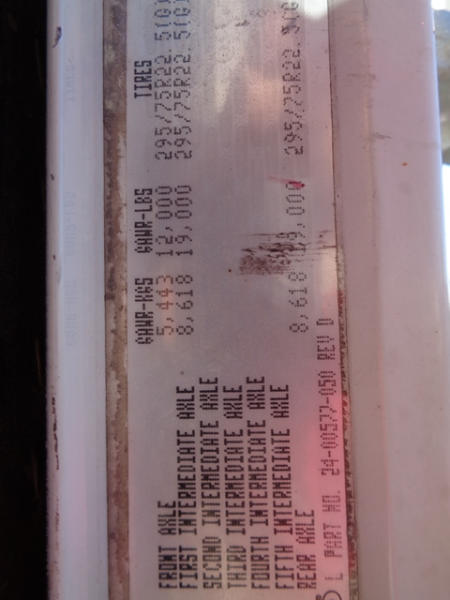 GAWR-KGS GAWR-LBS TIRES
FRONT AXLE 5,443 12,000 295/75R22.5(G)
FIRST INTERMEDIATE AXLE 8,618 19,000 295/75R22.5(G)
SECOND INTERMEDIATE AXLE
THIRD INTERMEDIATE AXLE
FOURTH INTERMEDIATE AXLE
FIFTH INTERMEDIATE AXLE
REAR AXLE 8,618 19,000 295/75R22.5(G)
L PART NO. 24-00577-050 REV D